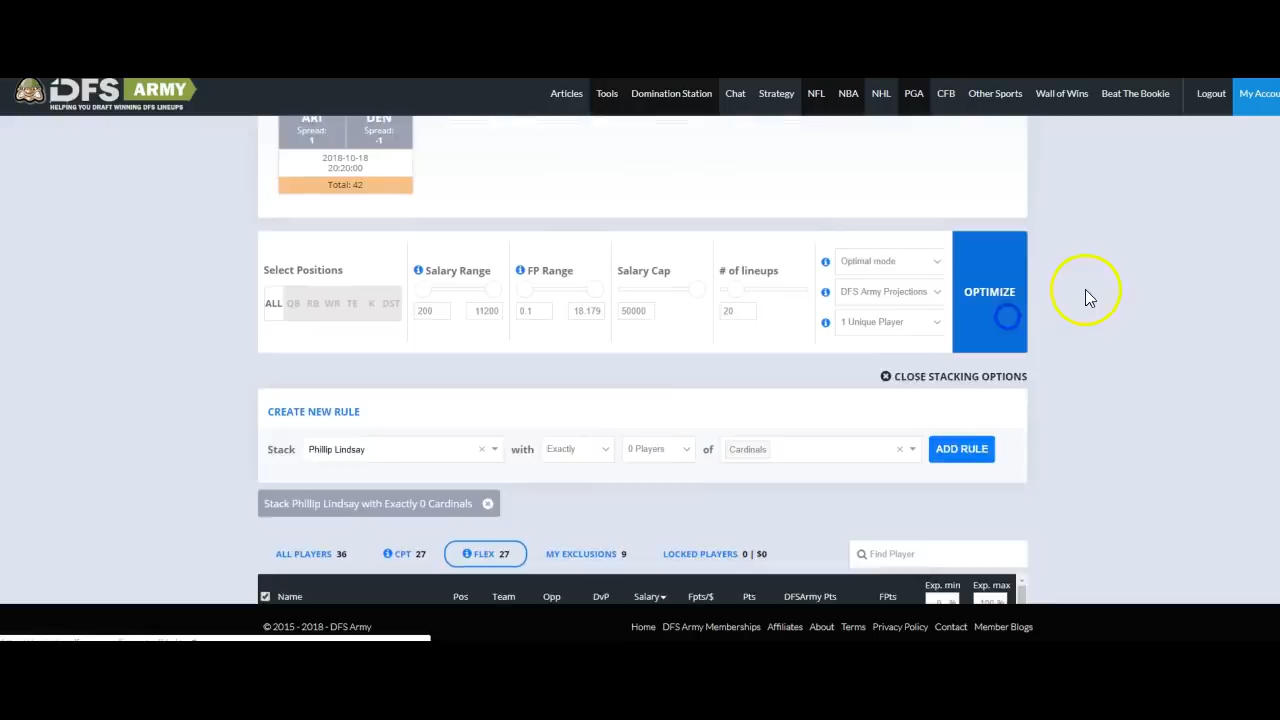 DFS ARMY
HELPING YOU DRAFT WINNING DFS LINEUPS
Articles Tools Domination Station Chat Strategy NFL NBA NHL PGA CFB Other Sports Wall of Wins Beat The Bookie Logout My Accou
ARI DEN
Spread: Spread:
1 -1
2018-10-18
20:20:00
Total: 42
Select Positions Salary Range FP Range Salary Cap # of lineups
Optimal mode
ALL QB RB WR TE K DST
200 11200 0.1 18.179 50000 20
DFS Army Projections
1 Unique Player
OPTIMIZE
CLOSE STACKING OPTIONS
CREATE NEW RULE
Stack Phillip Lindsay with Exactly 0 Players of Cardinals ADD RULE
Stack Phillip Lindsay with Exactly 0 Cardinals
ALL PLAYERS 36 CPT 27 FLEX 27 MY EXCLUSIONS 9 LOCKED PLAYERS 0 | $0 Find Player
Exp. min Exp. max
Name Pos Team Opp DvP Salary Fpts/$ Pts DFSArmy Pts FPts
© 2015 - 2018 - DFS Army Home DFS Army Memberships Affiliates About Terms Privacy Policy Contact Member Blogs